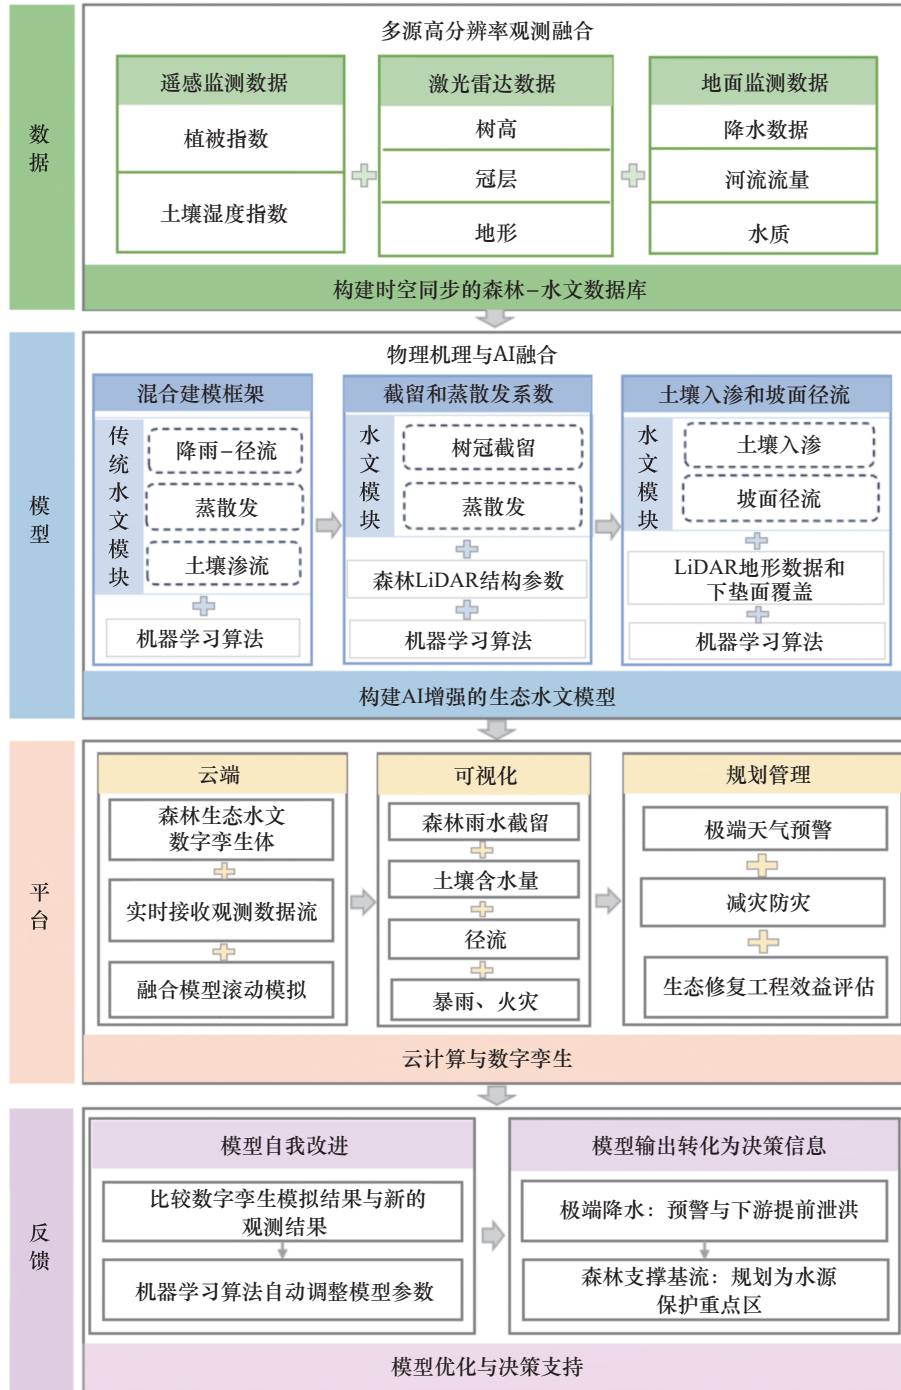 数据
多源高分辨率观测融合
遥感监测数据
植被指数
土壤湿度指数
激光雷达数据
树高
冠层
地形
地面监测数据
降水数据
河流流量
水质
构建时空同步的森林–水文数据库
模型
物理机理与AI融合
混合建模框架
传统水文模块
降雨–径流
蒸散发
土壤渗流
机器学习算法
截留和蒸散发系数
水文模块
树冠截留
蒸散发
森林LiDAR结构参数
机器学习算法
土壤入渗和坡面径流
水文模块
土壤入渗
坡面径流
LiDAR地形数据和
下垫面覆盖
机器学习算法
构建AI增强的生态水文模型
平台
云端
森林生态水文
数字孪生体
实时接收观测数据流
融合模型滚动模拟
可视化
森林雨水截留
土壤含水量
径流
暴雨、火灾
规划管理
极端天气预警
减灾防灾
生态修复工程效益评估
云计算与数字孪生
反馈
模型自我改进
比较数字孪生模拟结果与新的
观测结果
机器学习算法自动调整模型参数
模型输出转化为决策信息
极端降水：预警与下游提前泄洪
森林支撑基流：规划为水源
保护重点区
模型优化与决策支持